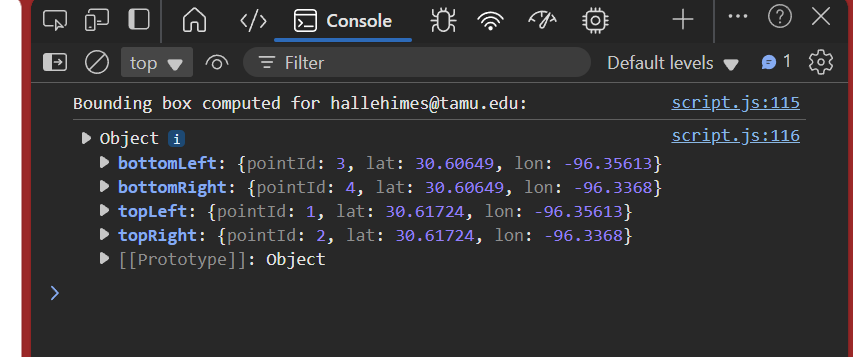 Console
top
Filter
Default levels
1
Bounding box computed for hallehimes@tamu.edu: script.js:115
Object i script.js:116
bottomLeft: {pointId: 3, lat: 30.60649, lon: -96.35613}
bottomRight: {pointId: 4, lat: 30.60649, lon: -96.3368}
topLeft: {pointId: 1, lat: 30.61724, lon: -96.35613}
topRight: {pointId: 2, lat: 30.61724, lon: -96.3368}
[[Prototype]]: Object